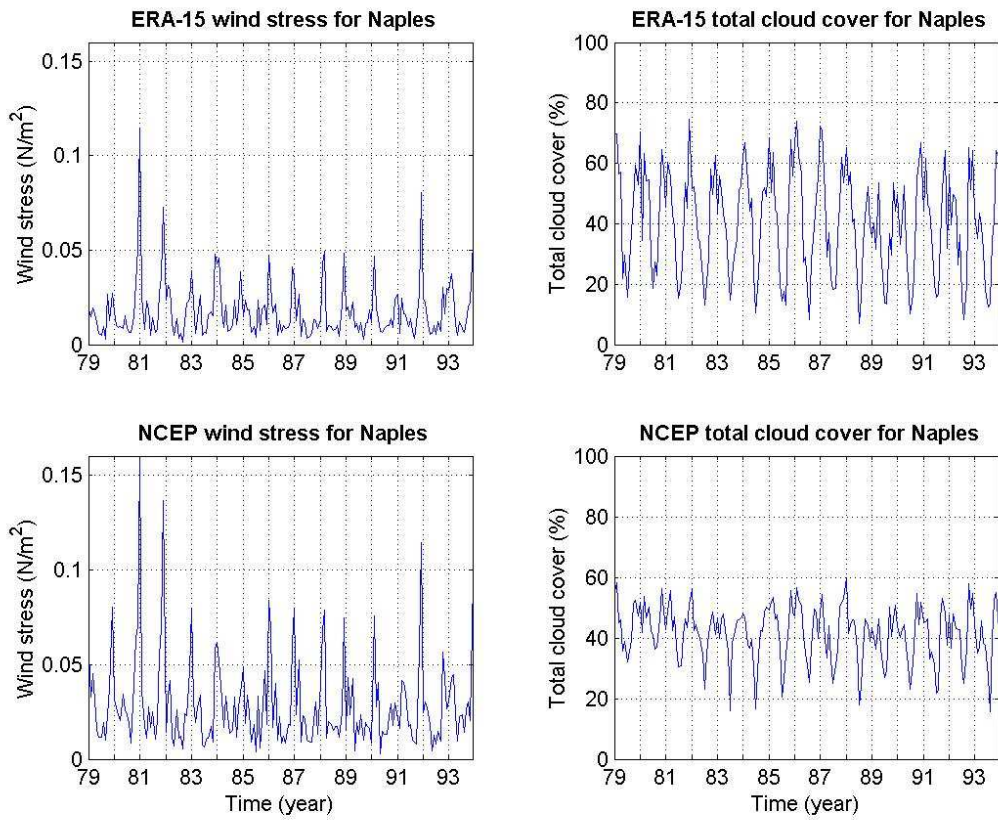 ERA-15 wind stress for Naples
Wind stress (N/m²)
0.15
0.1
0.05
0
79 81 83 85 87 89 91 93
ERA-15 total cloud cover for Naples
Total cloud cover (%)
100
80
60
40
20
0
79 81 83 85 87 89 91 93
NCEP wind stress for Naples
Wind stress (N/m²)
0.15
0.1
0.05
0
79 81 83 85 87 89 91 93
Time (year)
NCEP total cloud cover for Naples
Total cloud cover (%)
100
80
60
40
20
0
79 81 83 85 87 89 91 93
Time (year)